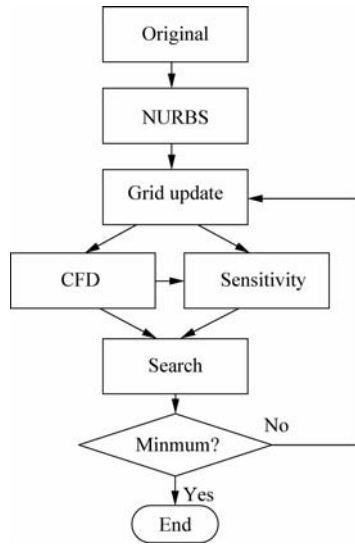 Original
NURBS
Grid update
CFD
Sensitivity
Search
Minmum?
No
Yes
End